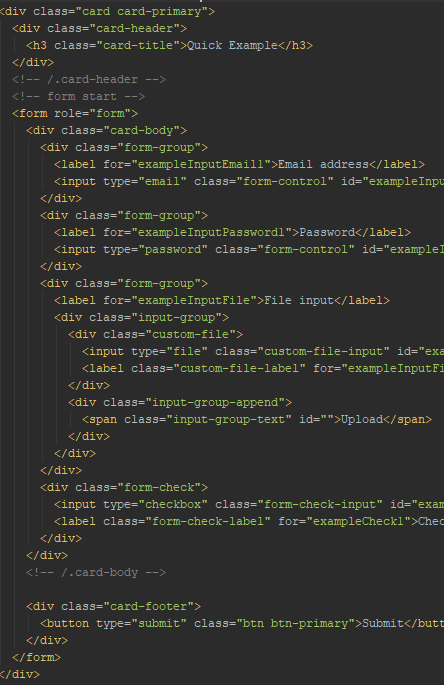 <div class="card card-primary">
<div class="card-header">
<h3 class="card-title">Quick Example</h3>
</div>
<!-- /.card-header -->
<!-- form start -->
<form role="form">
<div class="card-body">
<div class="form-group">
<label for="exampleInputEmail1">Email address</label>
<input type="email" class="form-control" id="exampleInpu
</div>
<div class="form-group">
<label for="exampleInputPassword1">Password</label>
<input type="password" class="form-control" id="exampleI
</div>
<div class="form-group">
<label for="exampleInputFile">File input</label>
<div class="input-group">
<div class="custom-file">
<input type="file" class="custom-file-input" id="exa
<label class="custom-file-label" for="exampleInputFi
</div>
<div class="input-group-append">
<span class="input-group-text" id="">Upload</span>
</div>
</div>
</div>
<div class="form-check">
<input type="checkbox" class="form-check-input" id="exam
<label class="form-check-label" for="exampleCheck1">Chec
</div>
</div>
<!-- /.card-body -->
<div class="card-footer">
<button type="submit" class="btn btn-primary">Submit</butt
</div>
</form>
</div>